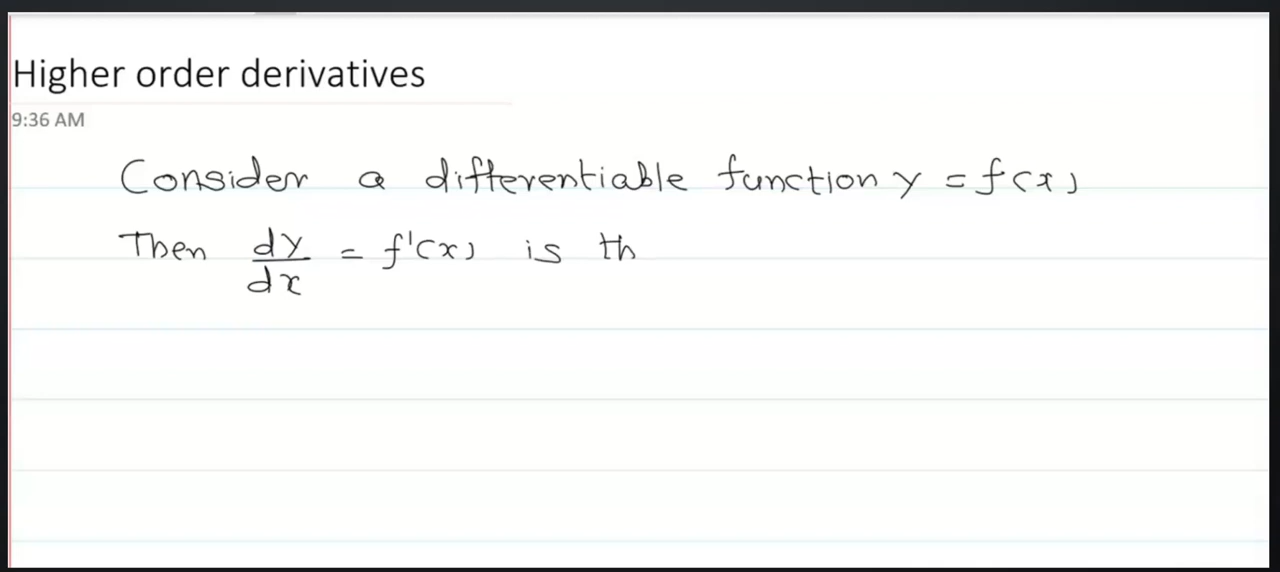 Higher order derivatives
9:36 AM
Consider a differentiable function y = f(x)
Then dy/dx = f'(x) is th